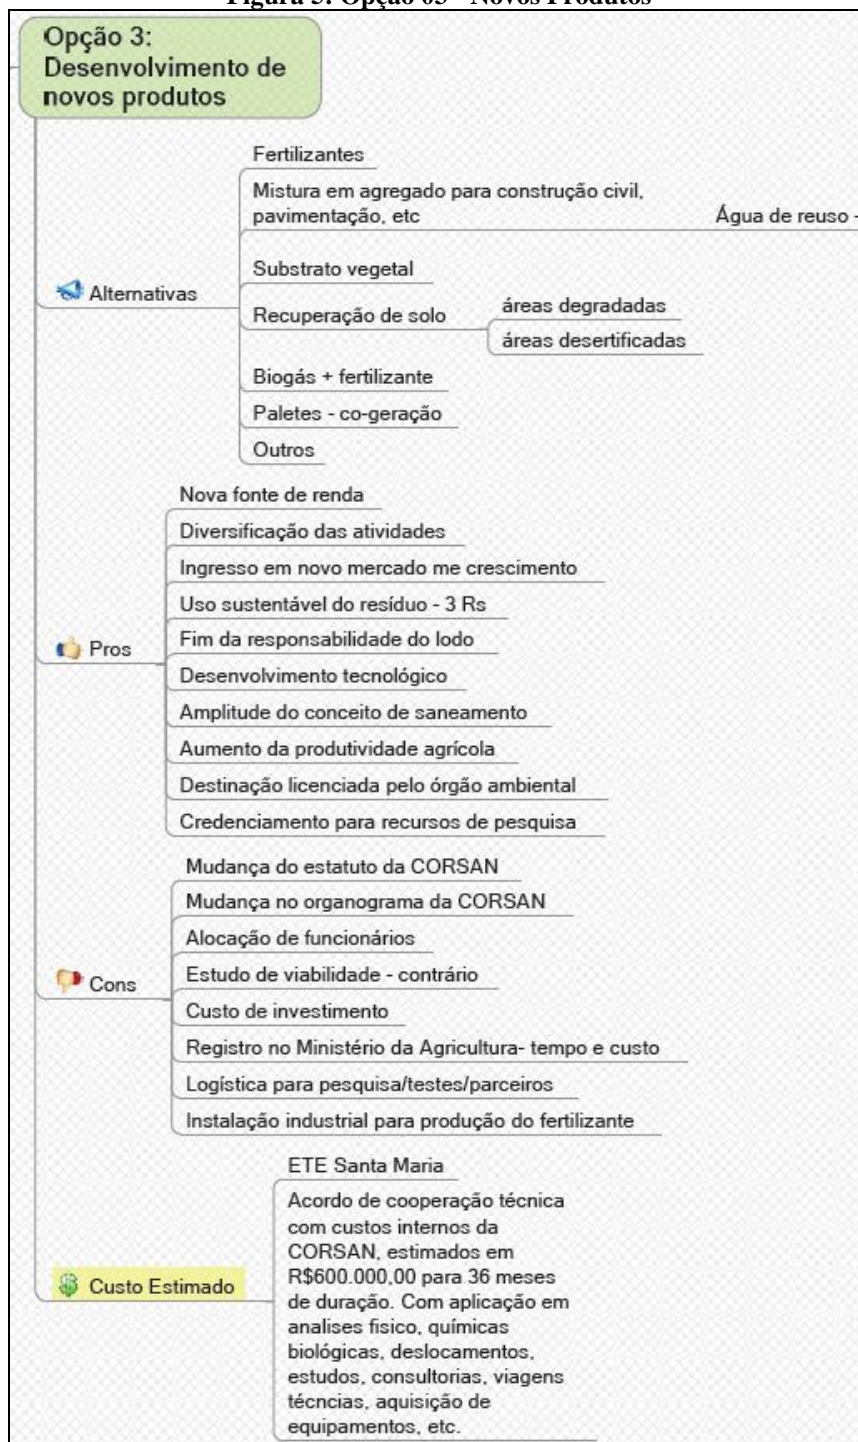 Figura 5: Opção 03 - Novos Produtos
Opção 3:
Desenvolvimento de
novos produtos
Alternativas
Fertilizantes
Mistura em agregado para construção civil,
pavimentação, etc
Água de reuso -
Substrato vegetal
Recuperação de solo
áreas degradadas
áreas desertificadas
Biogás + fertilizante
Paletes - co-geração
Outros
Pros
Nova fonte de renda
Diversificação das atividades
Ingresso em novo mercado me crescimento
Uso sustentável do resíduo - 3 Rs
Fim da responsabilidade do lodo
Desenvolvimento tecnológico
Amplitude do conceito de saneamento
Aumento da produtividade agrícola
Destinação licenciada pelo órgão ambiental
Credenciamento para recursos de pesquisa
Cons
Mudança do estatuto da CORSAN
Mudança no organograma da CORSAN
Alocação de funcionários
Estudo de viabilidade - contrário
Custo de investimento
Registro no Ministério da Agricultura- tempo e custo
Logística para pesquisa/testes/parceiros
Instalação industrial para produção do fertilizante
Custo Estimado
ETE Santa Maria
Acordo de cooperação técnica
com custos internos da
CORSAN, estimados em
R$600.000,00 para 36 meses
de duração. Com aplicação em
analises fisico, químicas
biológicas, deslocamentos,
estudos, consultorias, viagens
técncias, aquisição de
equipamentos, etc.